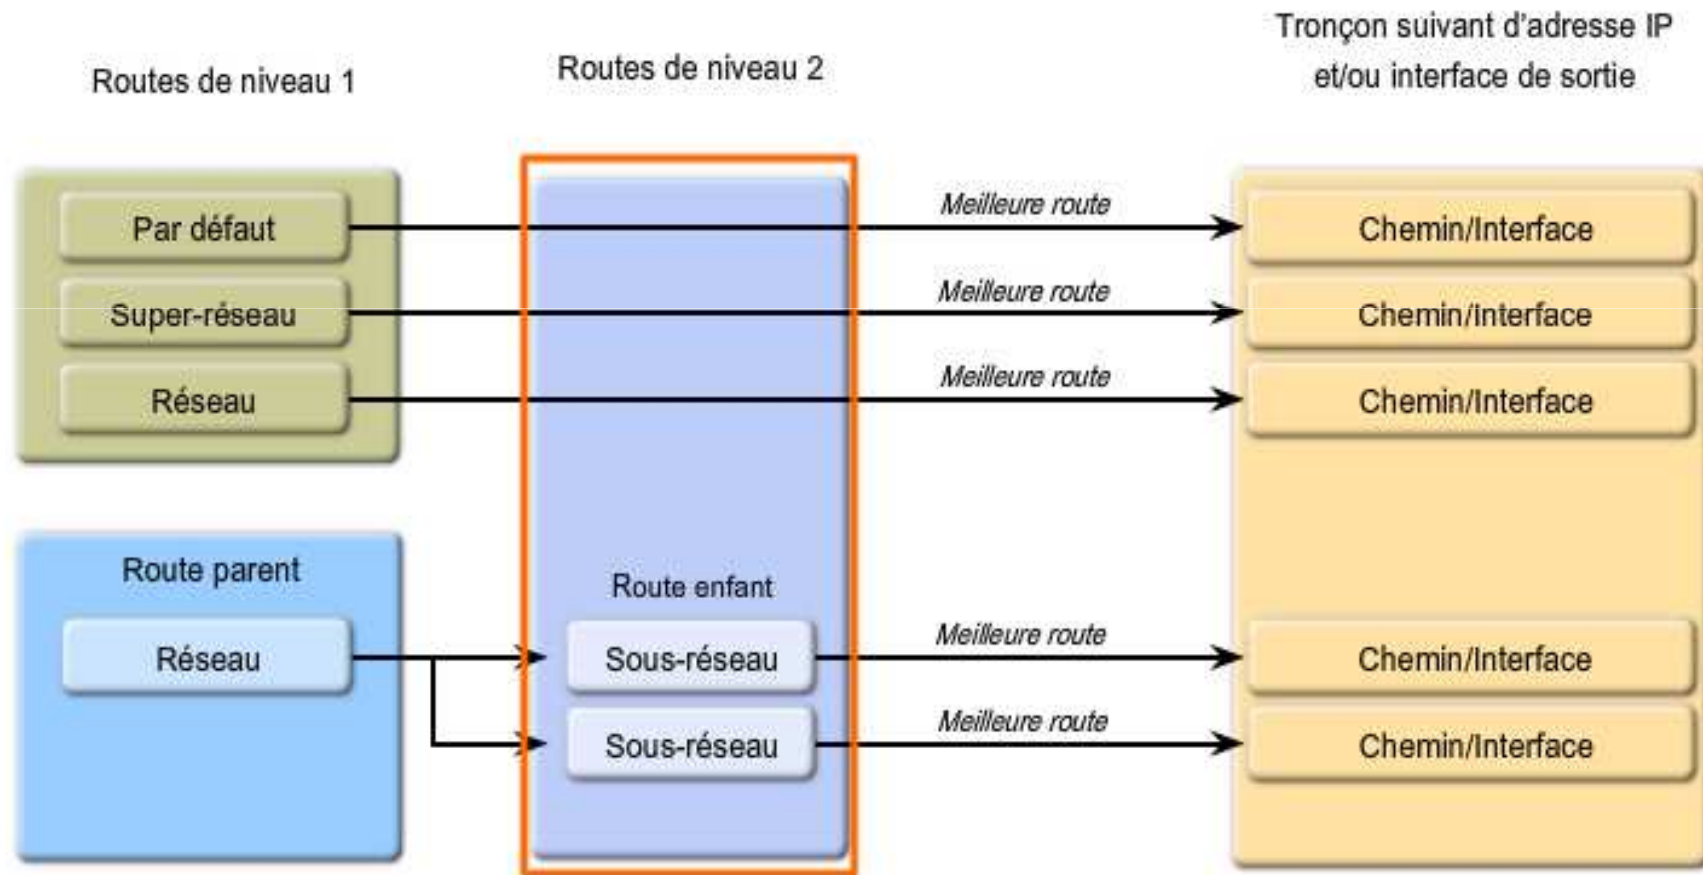 Routes de niveau 1
Routes de niveau 2
Tronçon suivant d'adresse IP
et/ou interface de sortie
Par défaut
Meilleure route
Chemin/Interface
Super-réseau
Meilleure route
Chemin/Interface
Réseau
Meilleure route
Chemin/Interface
Route parent
Route enfant
Réseau
Sous-réseau
Meilleure route
Chemin/Interface
Sous-réseau
Meilleure route
Chemin/Interface